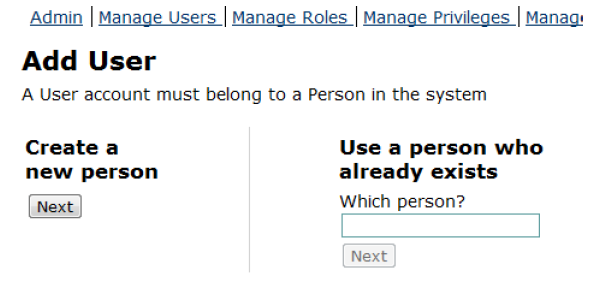 Admin | Manage Users | Manage Roles | Manage Privileges | Manag
Add User
A User account must belong to a Person in the system
Create a
new person
Next
Use a person who
already exists
Which person?
Next